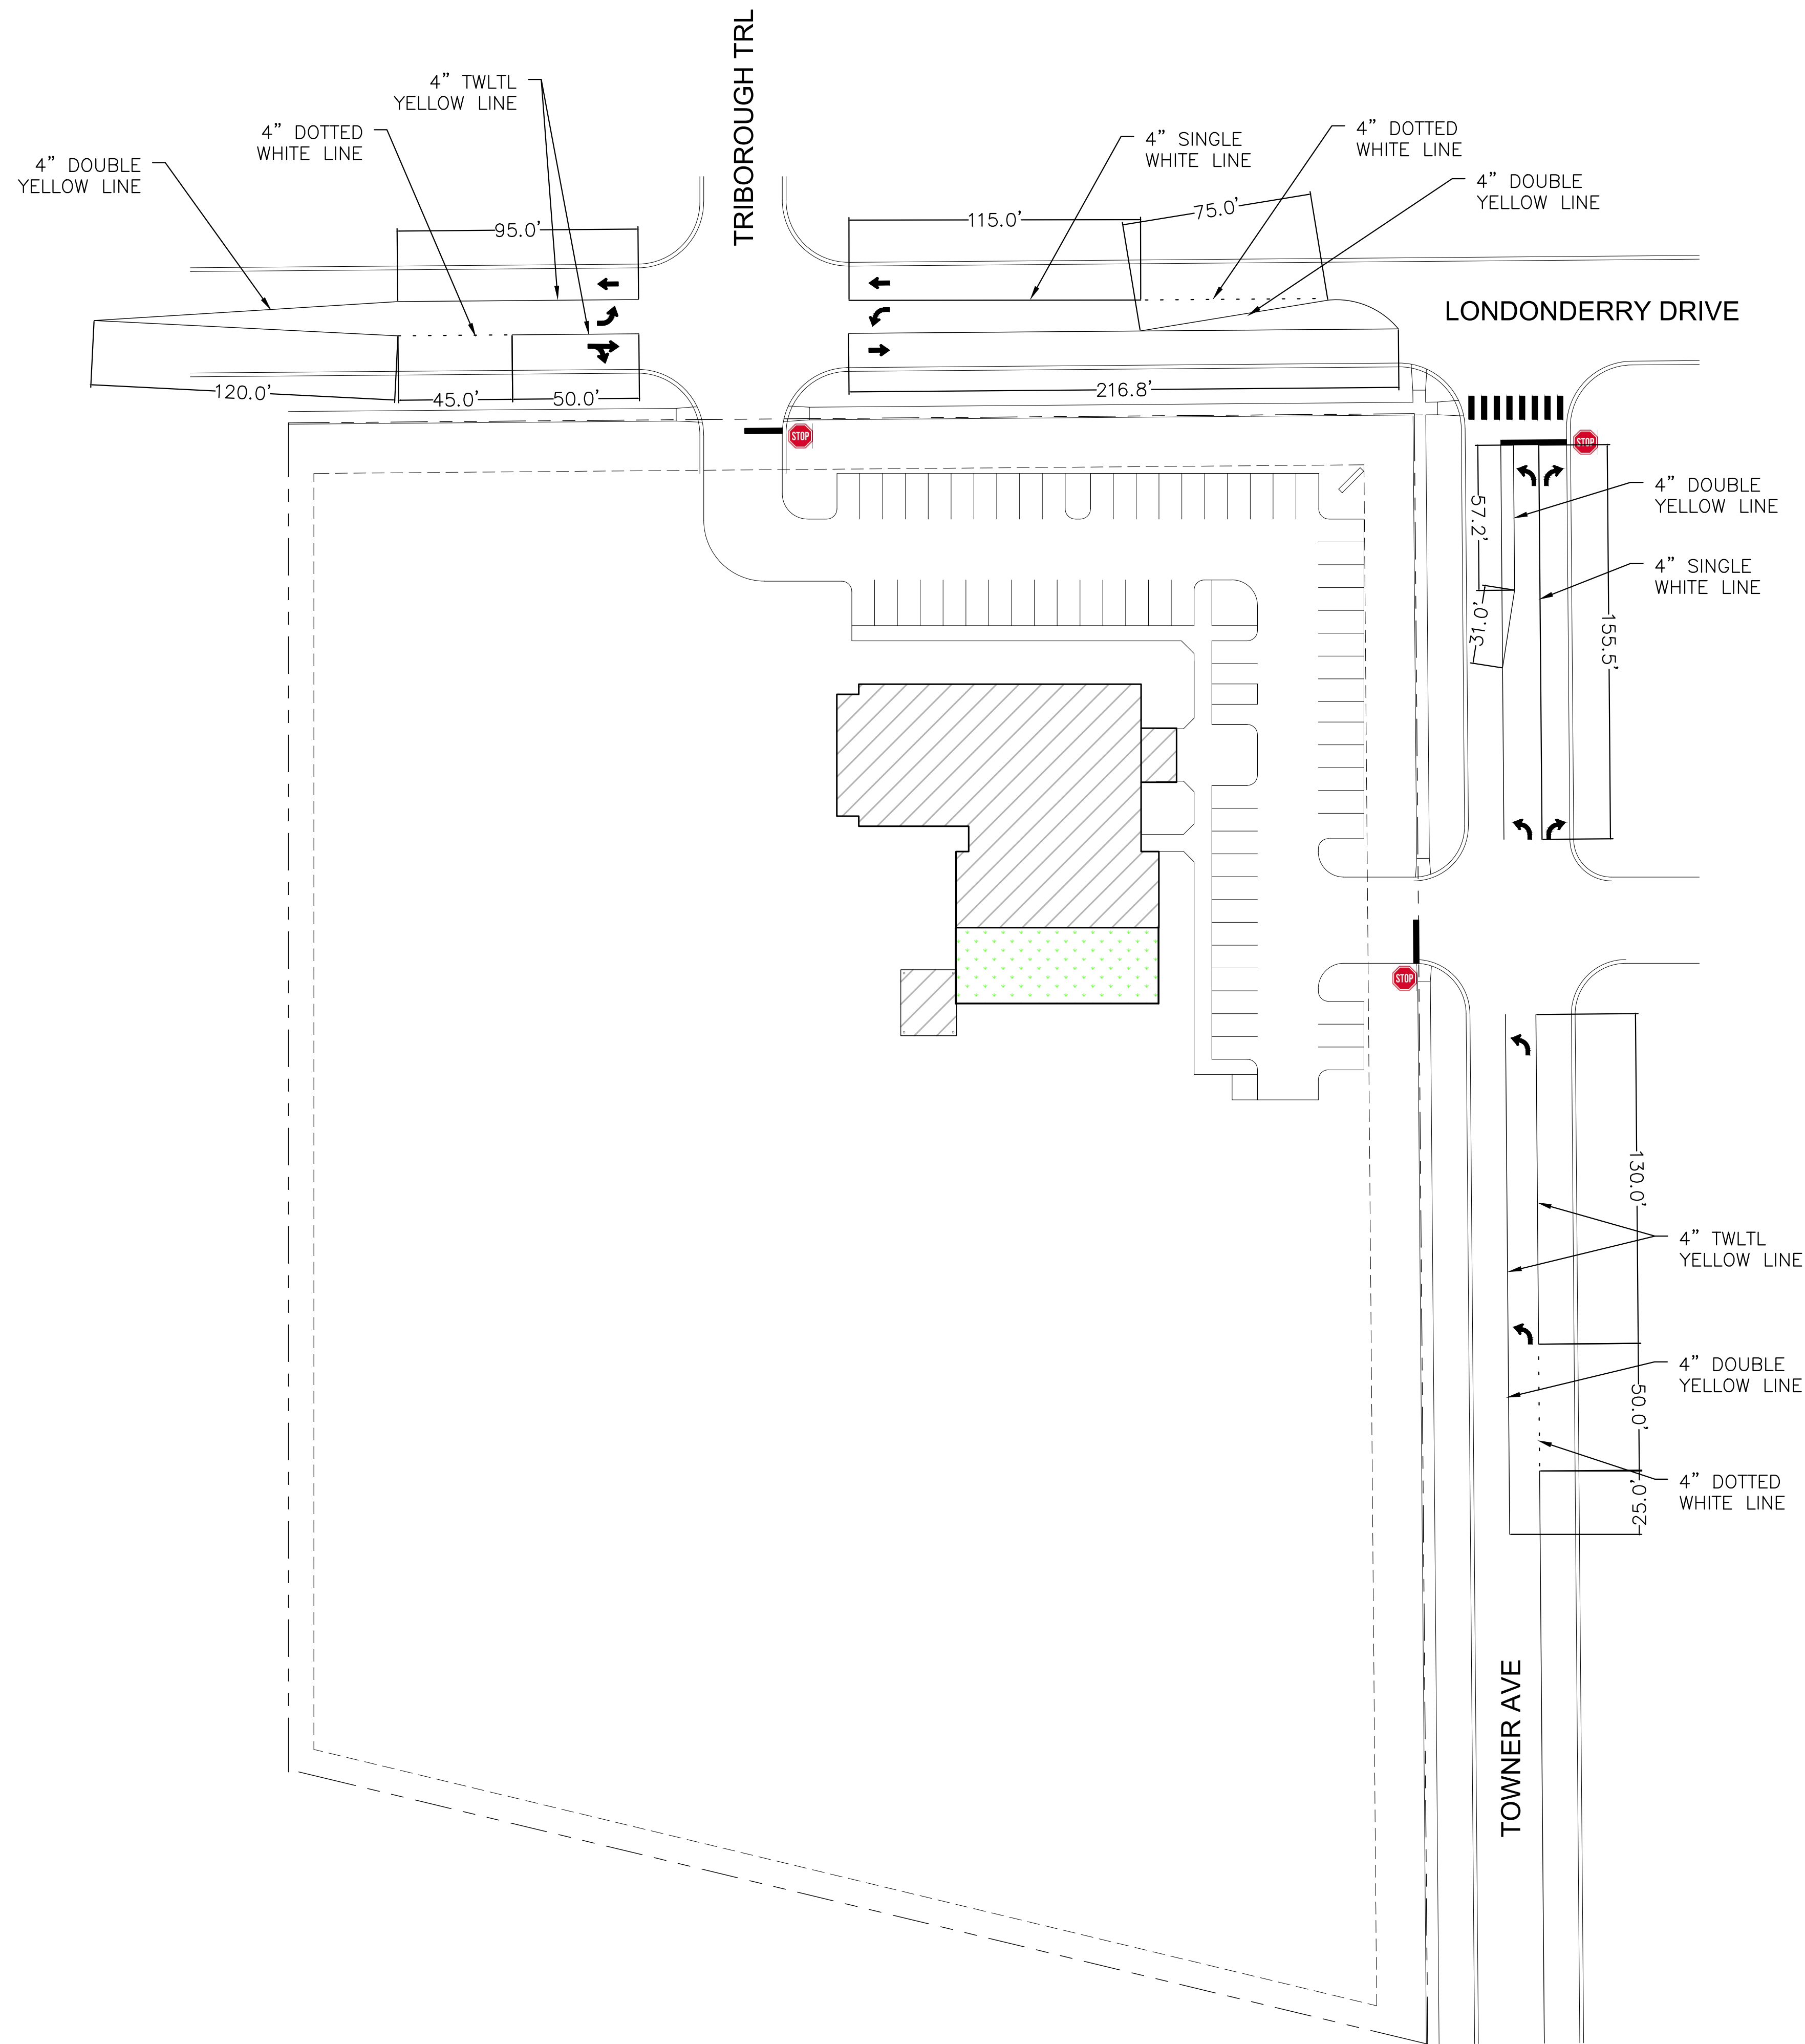 TRIBOROUGH TRL
4” TWLTL
YELLOW LINE
4” DOTTED
WHITE LINE
4” DOUBLE
YELLOW LINE
4” SINGLE
WHITE LINE
4” DOTTED
WHITE LINE
4” DOUBLE
YELLOW LINE
95.0’
115.0’
75.0’
LONDONDERRY DRIVE
120.0’
45.0’
50.0’
216.8’
STOP
STOP
57.2’
31.0’
155.5’
4” DOUBLE
YELLOW LINE
4” SINGLE
WHITE LINE
STOP
130.0’
4” TWLTL
YELLOW LINE
4” DOUBLE
YELLOW LINE
50.0’
4” DOTTED
WHITE LINE
25.0’
TOWNER AVE